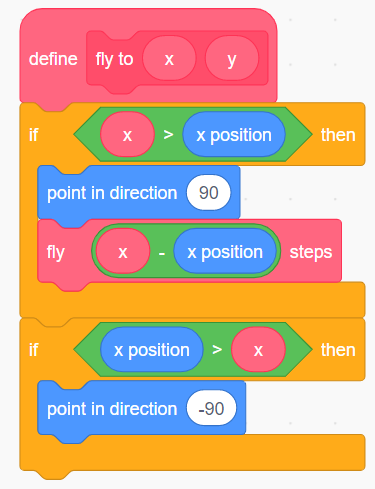 define fly to x y
if x > x position then
point in direction 90
fly x - x position steps
if x position > x then
point in direction -90